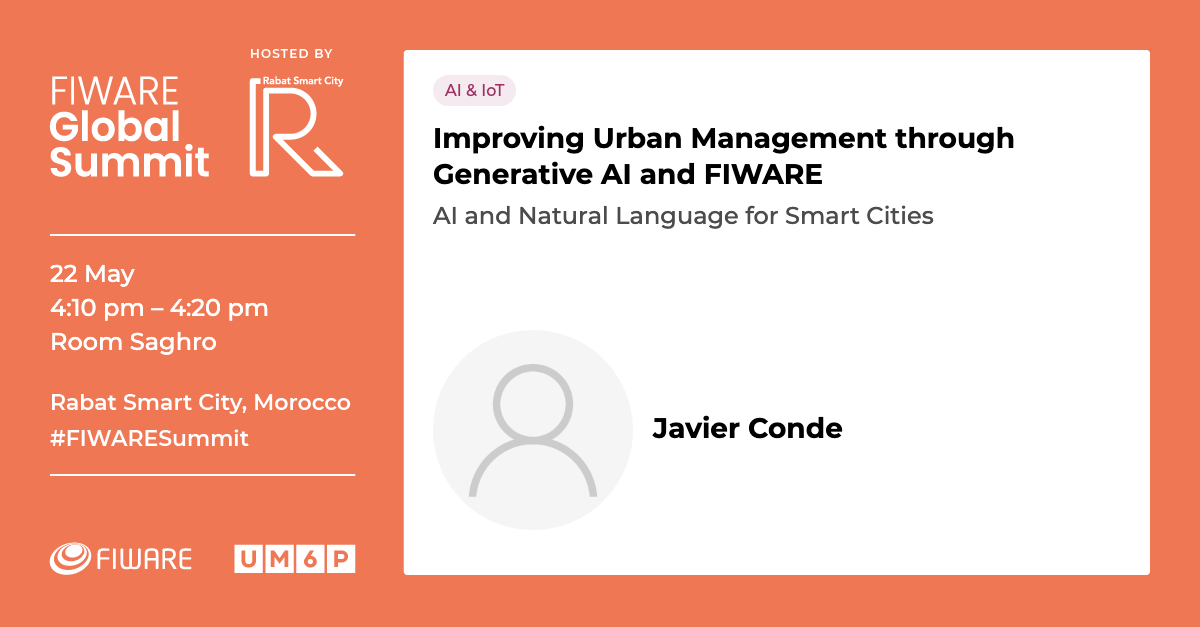 HOSTED BY
FIWARE
Global
Summit
Rabat Smart City
R
22 May
4:10 pm – 4:20 pm
Room Saghro
Rabat Smart City, Morocco
#FIWARESummit
FIWARE
UM6P
AI & IoT
Improving Urban Management through
Generative AI and FIWARE
AI and Natural Language for Smart Cities
Javier Conde